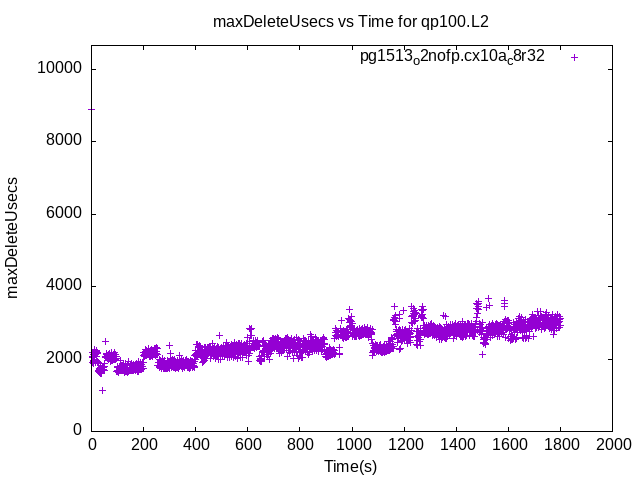 maxDeleteUsecs vs Time for qp100.L2
pg1513o2nofp.cx10ac8r32
10000
8000
6000
4000
2000
0
maxDeleteUsecs
0 200 400 600 800 1000 1200 1400 1600 1800 2000
Time(s)